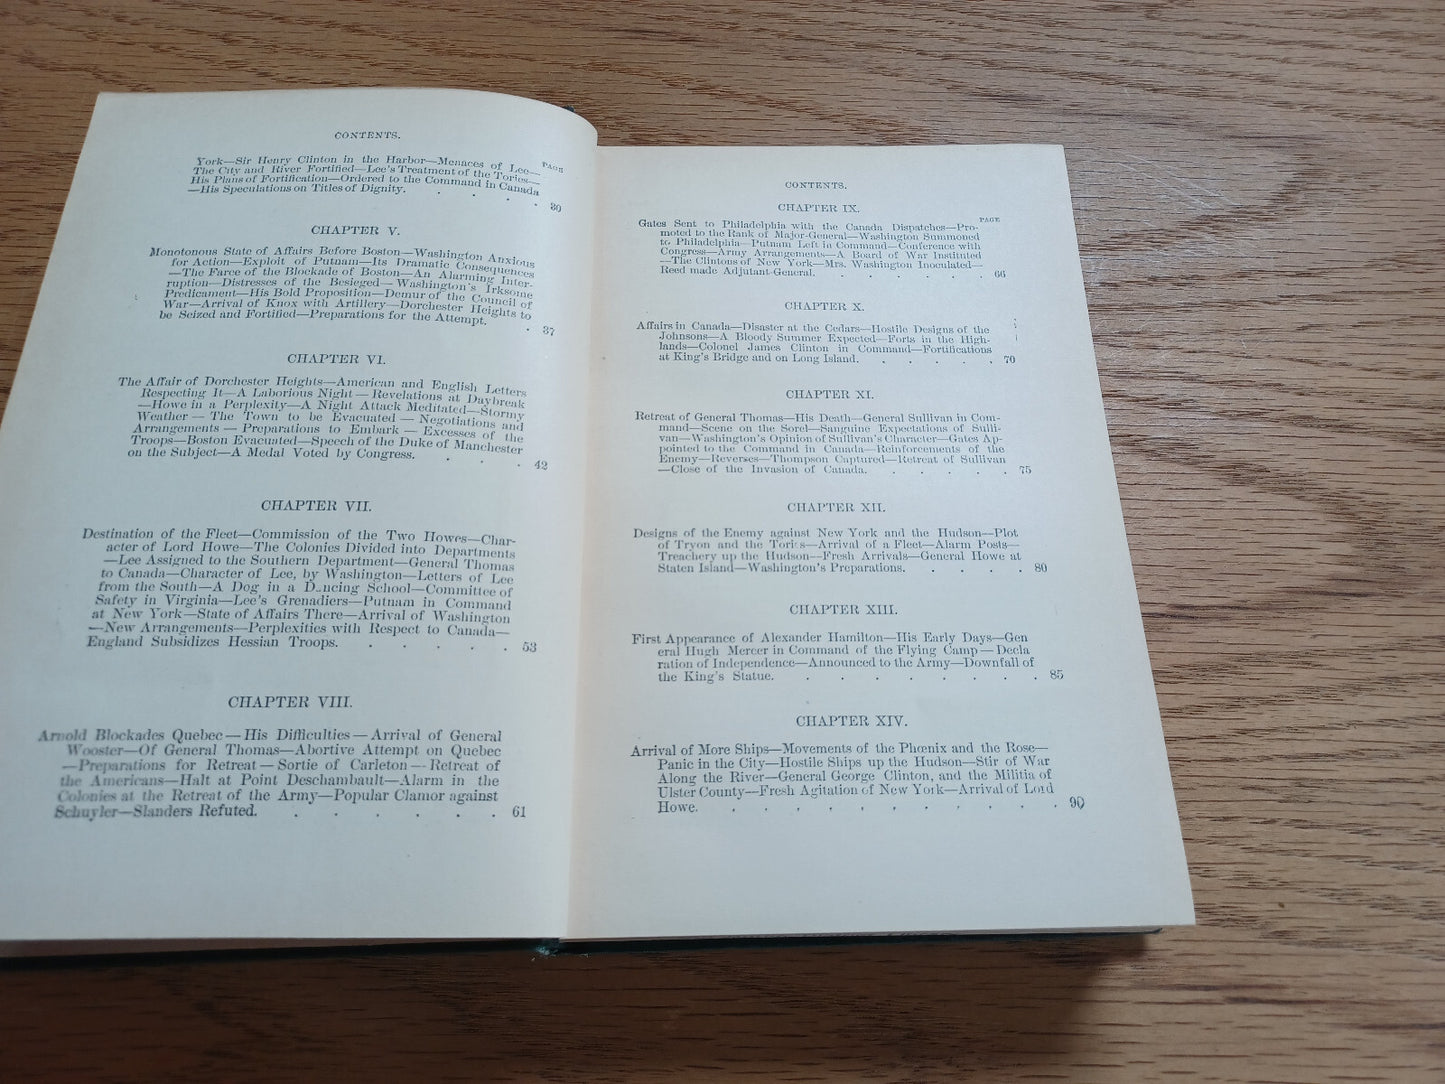 CONTENTS.
PAGE
York—Sir Henry Clinton in the Harbor—Menaces of Lee—
The City and River Fortified—Lee's Treatment of the Tories—
His Plans of Fortification—Ordered to the Command in Canada
—His Speculations on Titles of Dignity. . . . . 30
CHAPTER V.
Monotonous State of Affairs Before Boston—Washington Anxious
for Action—Exploit of Putnam—Its Dramatic Consequences
—The Farce of the Blockade of Boston—An Alarming Inter-
ruption—Distresses of the Besieged—Washington's Irksome
Predicament—His Bold Proposition—Demur of the Council of
War—Arrival of Knox with Artillery—Dorchester Heights to
be Seized and Fortified—Preparations for the Attempt. . 37
CHAPTER VI.
The Affair of Dorchester Heights—American and English Letters
Respecting It—A Laborious Night—Revelations at Daybreak
—Howe in a Perplexity—A Night Attack Meditated—Stormy
Weather—The Town to be Evacuated—Negotiations and
Arrangements—Preparations to Embark—Excesses of the
Troops—Boston Evacuated—Speech of the Duke of Manchester
on the Subject—A Medal Voted by Congress. . . . 42
CHAPTER VII.
Destination of the Fleet—Commission of the Two Howes—Char-
acter of Lord Howe—The Colonies Divided into Departments
—Lee Assigned to the Southern Department—General Thomas
to Canada—Character of Lee, by Washington—Letters of Lee
from the South—A Dog in a D_ncing School—Committee of
Safety in Virginia—Lee's Grenadiers—Putnam in Command
at New York—State of Affairs There—Arrival of Washington
—New Arrangements—Perplexities with Respect to Canada—
England Subsidizes Hessian Troops. . . . . . 53
CHAPTER VIII.
Arnold Blockades Quebec—His Difficulties—Arrival of General
Wooster—Of General Thomas—Abortive Attempt on Quebec
—Preparations for Retreat—Sortie of Carleton—Retreat of
the Americans—Halt at Point Deschambault—Alarm in the
Colonies at the Retreat of the Army—Popular Clamor against
Schuyler—Slanders Refuted. . . . . . . 61
CONTENTS.
CHAPTER IX.
PAGE
Gates Sent to Philadelphia with the Canada Dispatches—Pro-
moted to the Rank of Major-General—Washington Summoned
to Philadelphia—Putnam Left in Command—Conference with
Congress—Army Arrangements—A Board of War Instituted
—The Clintons of New York—Mrs. Washington Inoculated—
Reed made Adjutant-General. . . . . . . 66
CHAPTER X.
Affairs in Canada—Disaster at the Cedars—Hostile Designs of the
Johnsons—A Bloody Summer Expected—Forts in the High-
lands—Colonel James Clinton in Command—Fortifications
at King's Bridge and on Long Island. . . . . . 70
CHAPTER XI.
Retreat of General Thomas—His Death—General Sullivan in Com-
mand—Scene on the Sorel—Sanguine Expectations of Sulli-
van—Washington's Opinion of Sullivan's Character—Gates Ap-
pointed to the Command in Canada—Reinforcements of the
Enemy—Reverses—Thompson Captured—Retreat of Sullivan
—Close of the Invasion of Canada. . . . . . 75
CHAPTER XII.
Designs of the Enemy against New York and the Hudson—Plot
of Tryon and the Tories—Arrival of a Fleet—Alarm Posts—
Treachery up the Hudson—Fresh Arrivals—General Howe at
Staten Island—Washington's Preparations. . . . . 80
CHAPTER XIII.
First Appearance of Alexander Hamilton—His Early Days—Gen
eral Hugh Mercer in Command of the Flying Camp—Decla
ration of Independence—Announced to the Army—Downfall of
the King's Statue. . . . . . . . . 85
CHAPTER XIV.
Arrival of More Ships—Movements of the Phœnix and the Rose—
Panic in the City—Hostile Ships up the Hudson—Stir of War
Along the River—General George Clinton, and the Militia of
Ulster County—Fresh Agitation of New York—Arrival of Lord
Howe. . . . . . . . . . . . 90